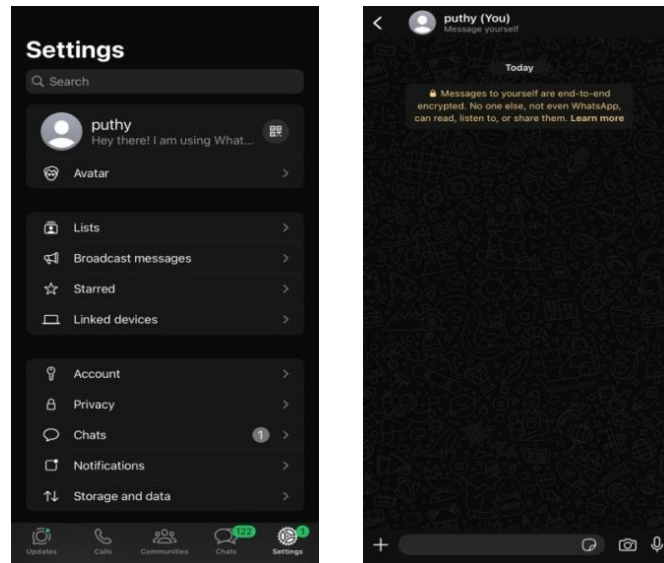 Settings
Search
puthy
Hey there! I am using What...
Avatar
Lists
Broadcast messages
Starred
Linked devices
Account
Privacy
Chats
1
Notifications
Storage and data
122
1
Updates
Calls
Communities
Chats
Settings
puthy (You)
Message yourself
Today
Messages to yourself are end-to-end
encrypted. No one else, not even WhatsApp,
can read, listen to, or share them. Learn more